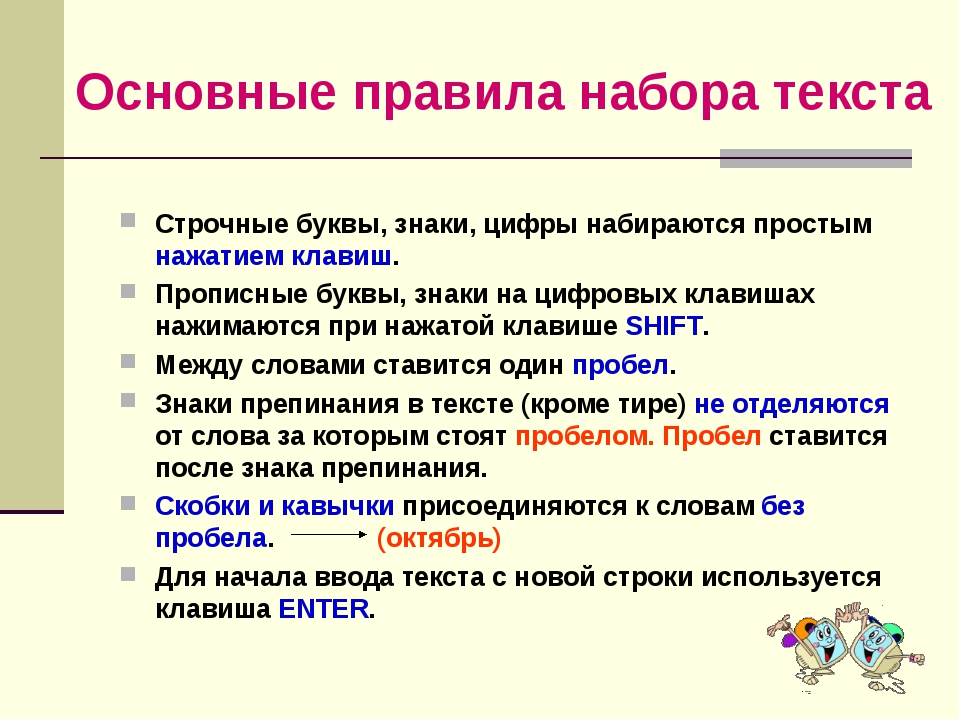 Основные правила набора текста
Строчные буквы, знаки, цифры набираются простым
нажатием клавиш.
Прописные буквы, знаки на цифровых клавишах
нажимаются при нажатой клавише SHIFT.
Между словами ставится один пробел.
Знаки препинания в тексте (кроме тире) не отделяются
от слова за которым стоят пробелом. Пробел ставится
после знака препинания.
Скобки и кавычки присоединяются к словам без
пробела. (октябрь)
Для начала ввода текста с новой строки используется
клавиша ENTER.